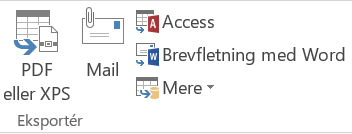 PDF
eller XPS
Mail
Access
Brevfletning med Word
Mere
Eksportér